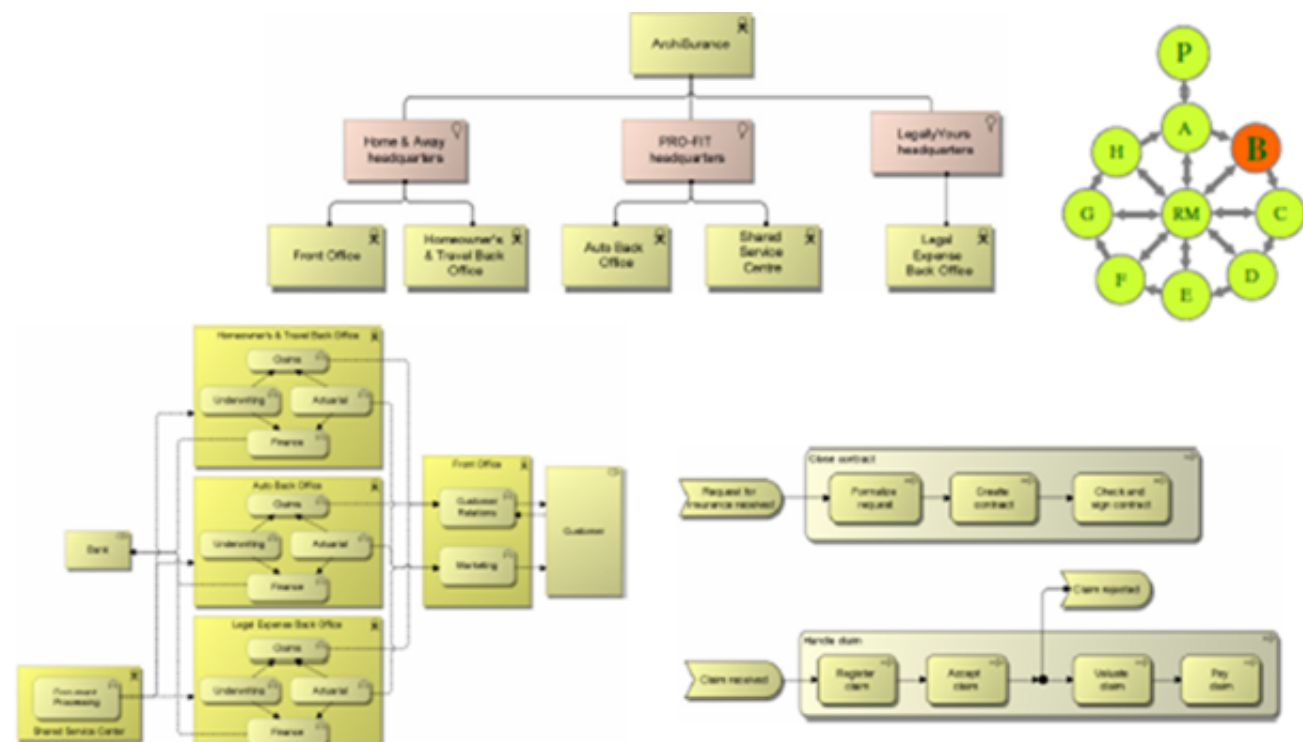 ArchiSurance
Home & Away
headquarters
PRO-FIT
headquarters
LegallyYours
headquarters
Front Office
Homeowner's
& Travel Back
Office
Auto Back
Office
Shared
Service
Centre
Legal
Expense
Back Office
P
A
B
H
G
RM
C
F
E
D
Homeowner's & Travel Back Office
Claims
Underwriting
Actuarial
Finance
Auto Back Office
Claims
Underwriting
Actuarial
Finance
Legal Expense Back Office
Claims
Underwriting
Actuarial
Finance
Bank
Document
Processing
Shared Service Center
Front Office
Customer
Relations
Marketing
Customer
Close contract
Request for
insurance received
Formalize
request
Create
contract
Check and
sign contract
Claim rejected
Handle claim
Claim received
Register
claim
Accept
claim
Valuate
claim
Pay
claim